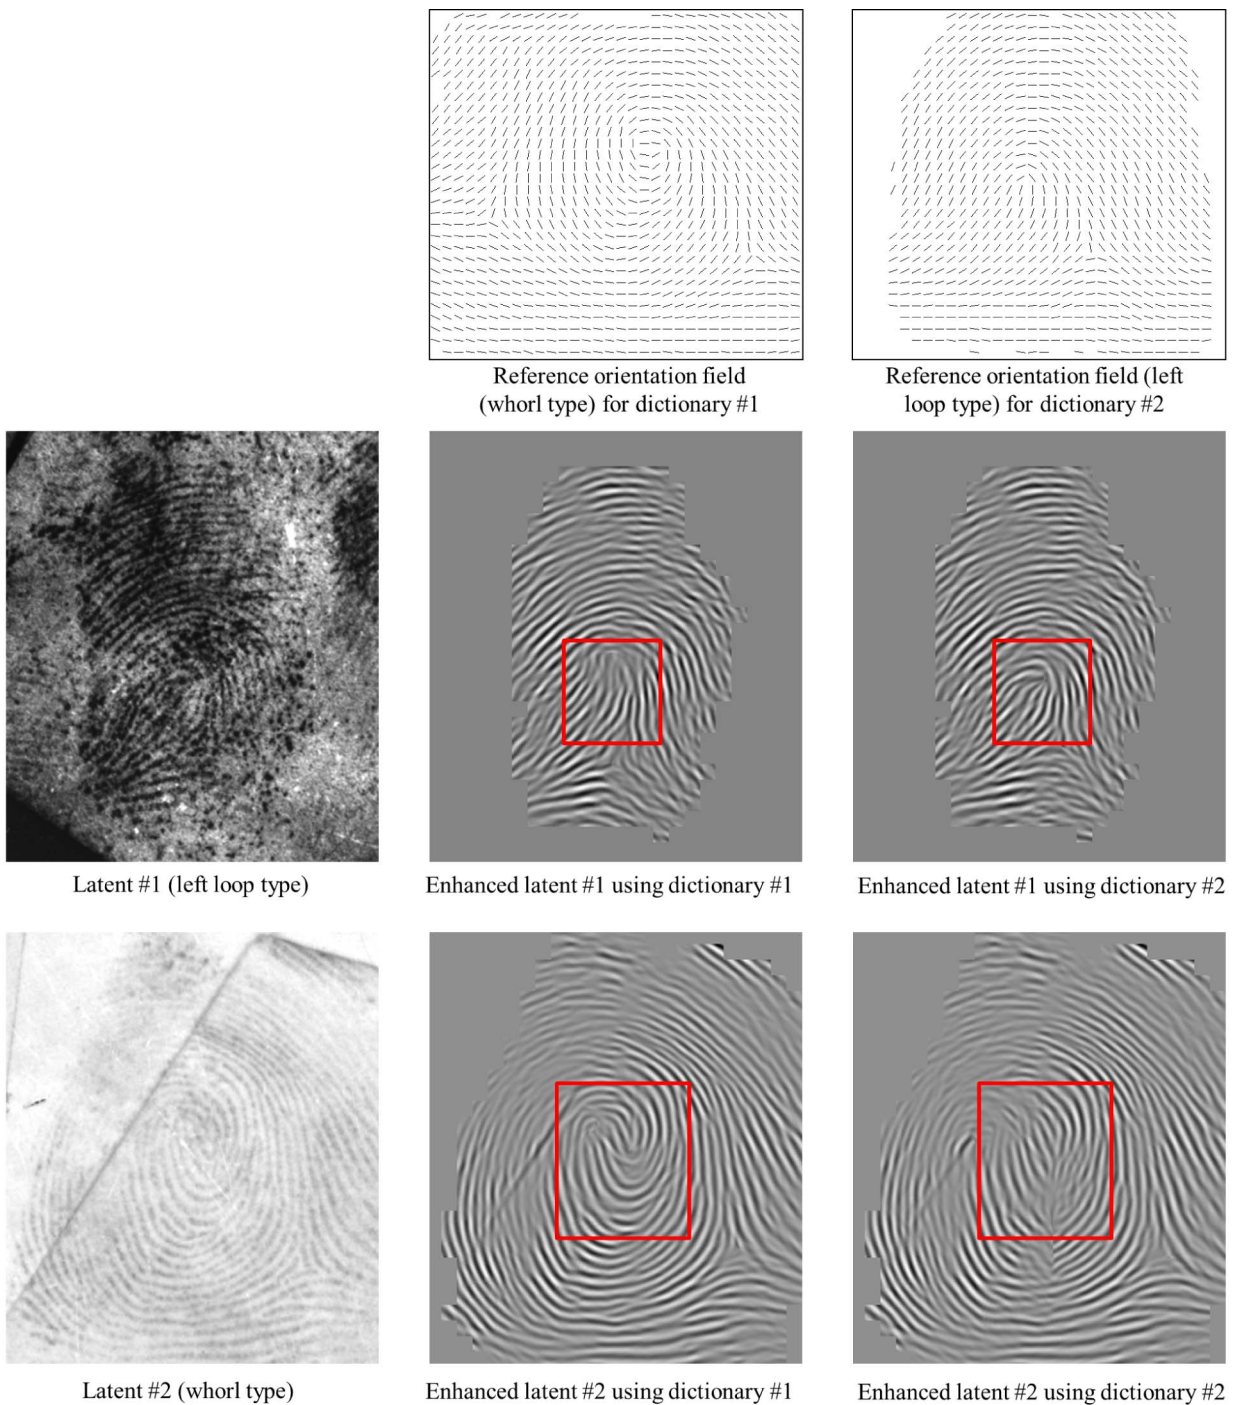 Reference orientation field
(whorl type) for dictionary #1
Reference orientation field (left
loop type) for dictionary #2
Latent #1 (left loop type)
Enhanced latent #1 using dictionary #1
Enhanced latent #1 using dictionary #2
Latent #2 (whorl type)
Enhanced latent #2 using dictionary #1
Enhanced latent #2 using dictionary #2